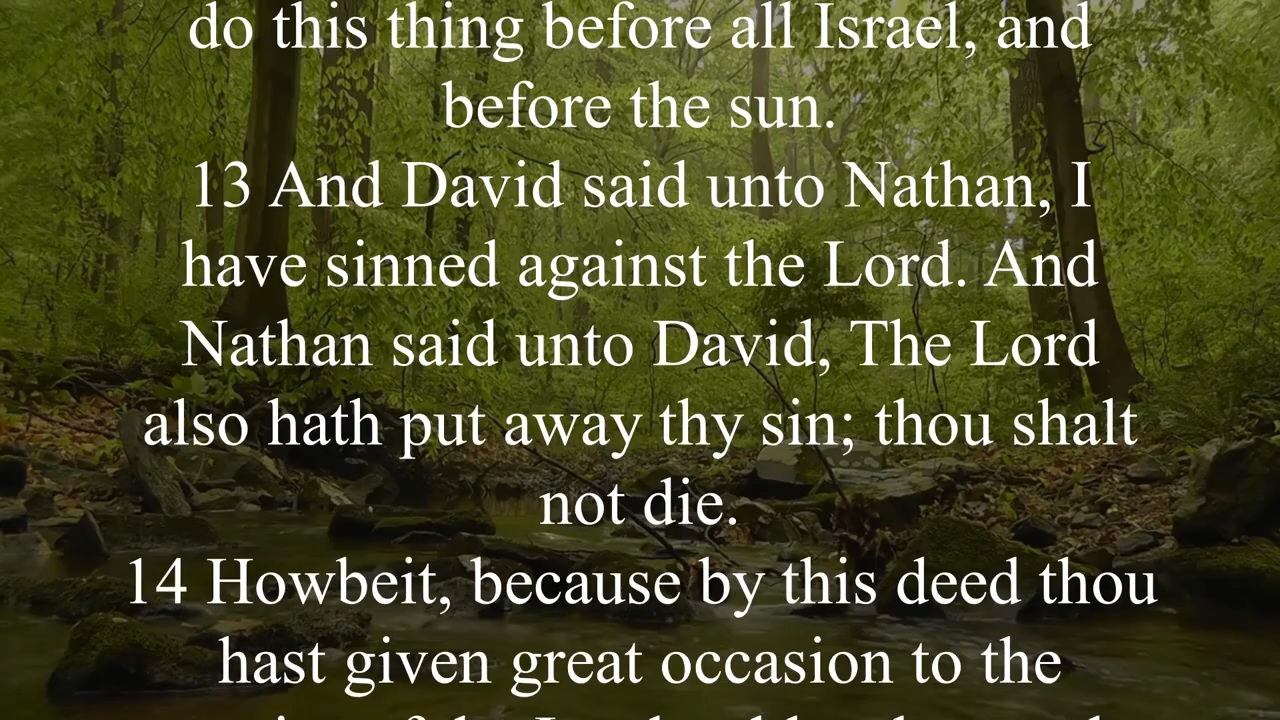 do this thing before all Israel, and
before the sun.
13 And David said unto Nathan, I
have sinned against the Lord. And
Nathan said unto David, The Lord
also hath put away thy sin; thou shalt
not die.
14 Howbeit, because by this deed thou
hast given great occasion to the